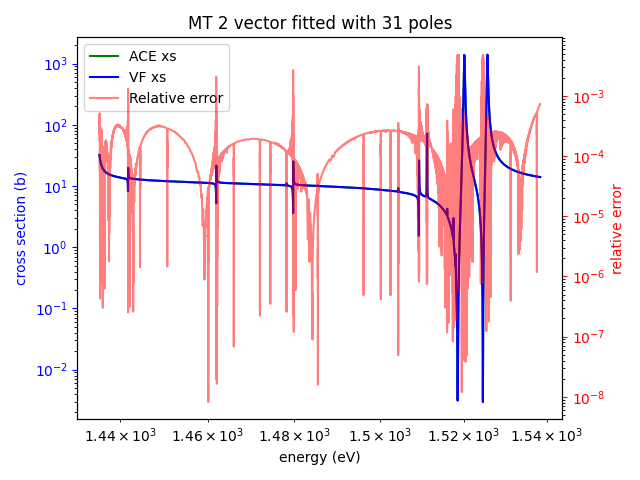 MT 2 vector fitted with 31 poles
ACE xs
VF xs
Relative error
cross section (b)
10³
10²
10¹
10⁰
10⁻¹
10⁻²
relative error
10⁻³
10⁻⁴
10⁻⁵
10⁻⁶
10⁻⁷
10⁻⁸
1.44 × 10³ 1.46 × 10³ 1.48 × 10³ 1.5 × 10³ 1.52 × 10³ 1.54 × 10³
energy (eV)